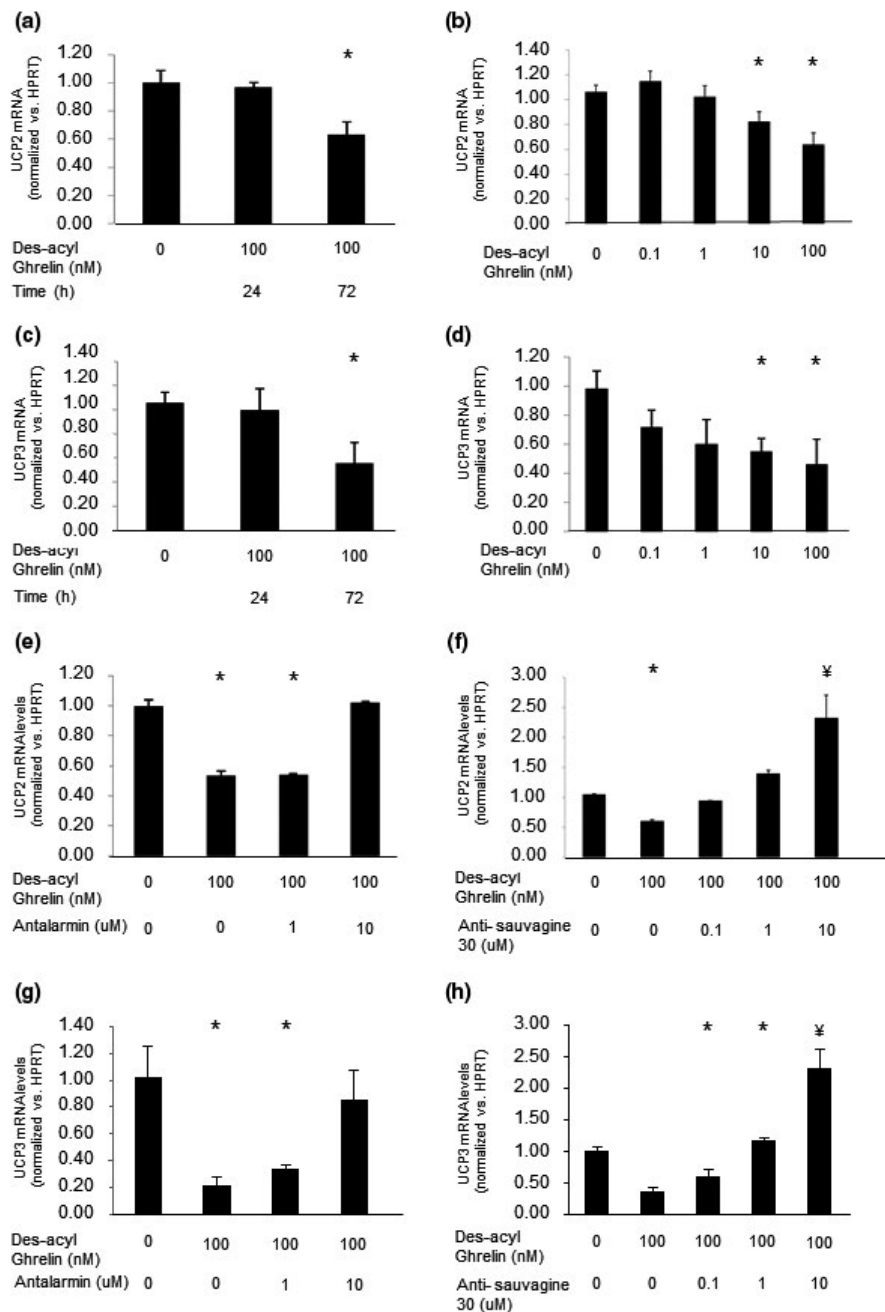 (a)
UCP2 mRNA
(normalized vs. HPRT)
1.20
1.00
0.80
0.60
0.40
0.20
0.00
*
Des-acyl
Ghrelin (nM)
0 100 100
Time (h)
24 72
(b)
UCP2 mRNA
(normalized vs. HPRT)
1.40
1.20
1.00
0.80
0.60
0.40
0.20
0.00
* *
Des-acyl
Ghrelin (nM)
0 0.1 1 10 100
(c)
UCP3 mRNA
(normalized vs. HPRT)
1.40
1.20
1.00
0.80
0.60
0.40
0.20
0.00
*
Des-acyl
Ghrelin (nM)
0 100 100
Time (h)
24 72
(d)
UCP3 mRNA
(normalized vs. HPRT)
1.20
1.00
0.80
0.60
0.40
0.20
0.00
* *
Des-acyl
Ghrelin (nM)
0 0.1 1 10 100
(e)
UCP2 mRNAlevels
(normalized vs. HPRT)
1.20
1.00
0.80
0.60
0.40
0.20
0.00
* *
Des-acyl
Ghrelin (nM)
0 100 100 100
Antalarmin (uM)
0 0 1 10
(f)
UCP2 mRNAlevels
(normalized vs. HPRT)
3.00
2.50
2.00
1.50
1.00
0.50
0.00
* ¥
Des-acyl
Ghrelin (nM)
0 100 100 100 100
Anti-sauvagine
30 (uM)
0 0 0.1 1 10
(g)
UCP3 mRNAlevels
(normalized vs. HPRT)
1.40
1.20
1.00
0.80
0.60
0.40
0.20
0.00
* *
Des-acyl
Ghrelin (nM)
0 100 100 100
Antalarmin (uM)
0 0 1 10
(h)
UCP3 mRNAlevels
(normalized vs. HPRT)
3.00
2.50
2.00
1.50
1.00
0.50
0.00
* * ¥
Des-acyl
Ghrelin (nM)
0 100 100 100 100
Anti-sauvagine
30 (uM)
0 0 0.1 1 10